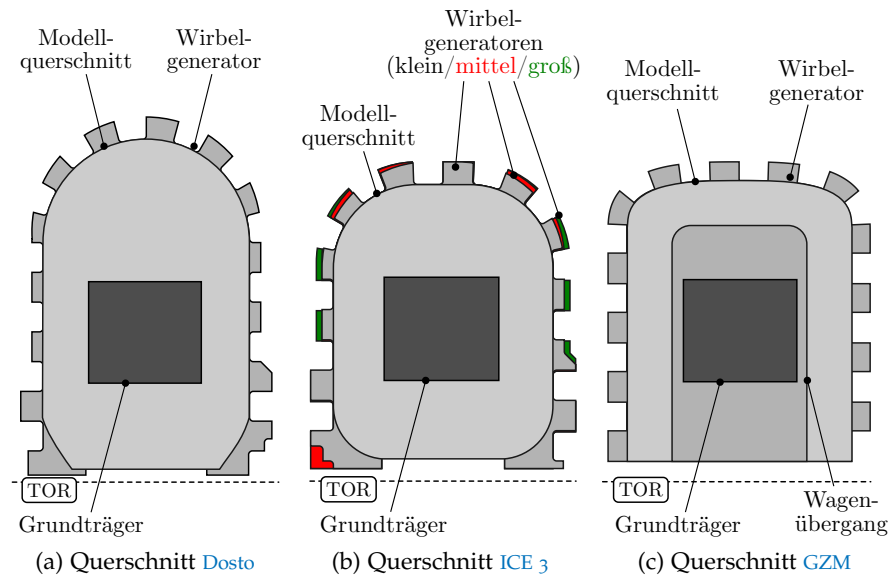 Modell-
querschnitt
Wirbel-
generator
TOR
Grundträger
(a) Querschnitt Dosto
Wirbel-
generatoren
(klein/mittel/groß)
Modell-
querschnitt
TOR
Grundträger
(b) Querschnitt ICE 3
Modell-
querschnitt
Wirbel-
generator
TOR
Grundträger
Wagen-
übergang
(c) Querschnitt GZM